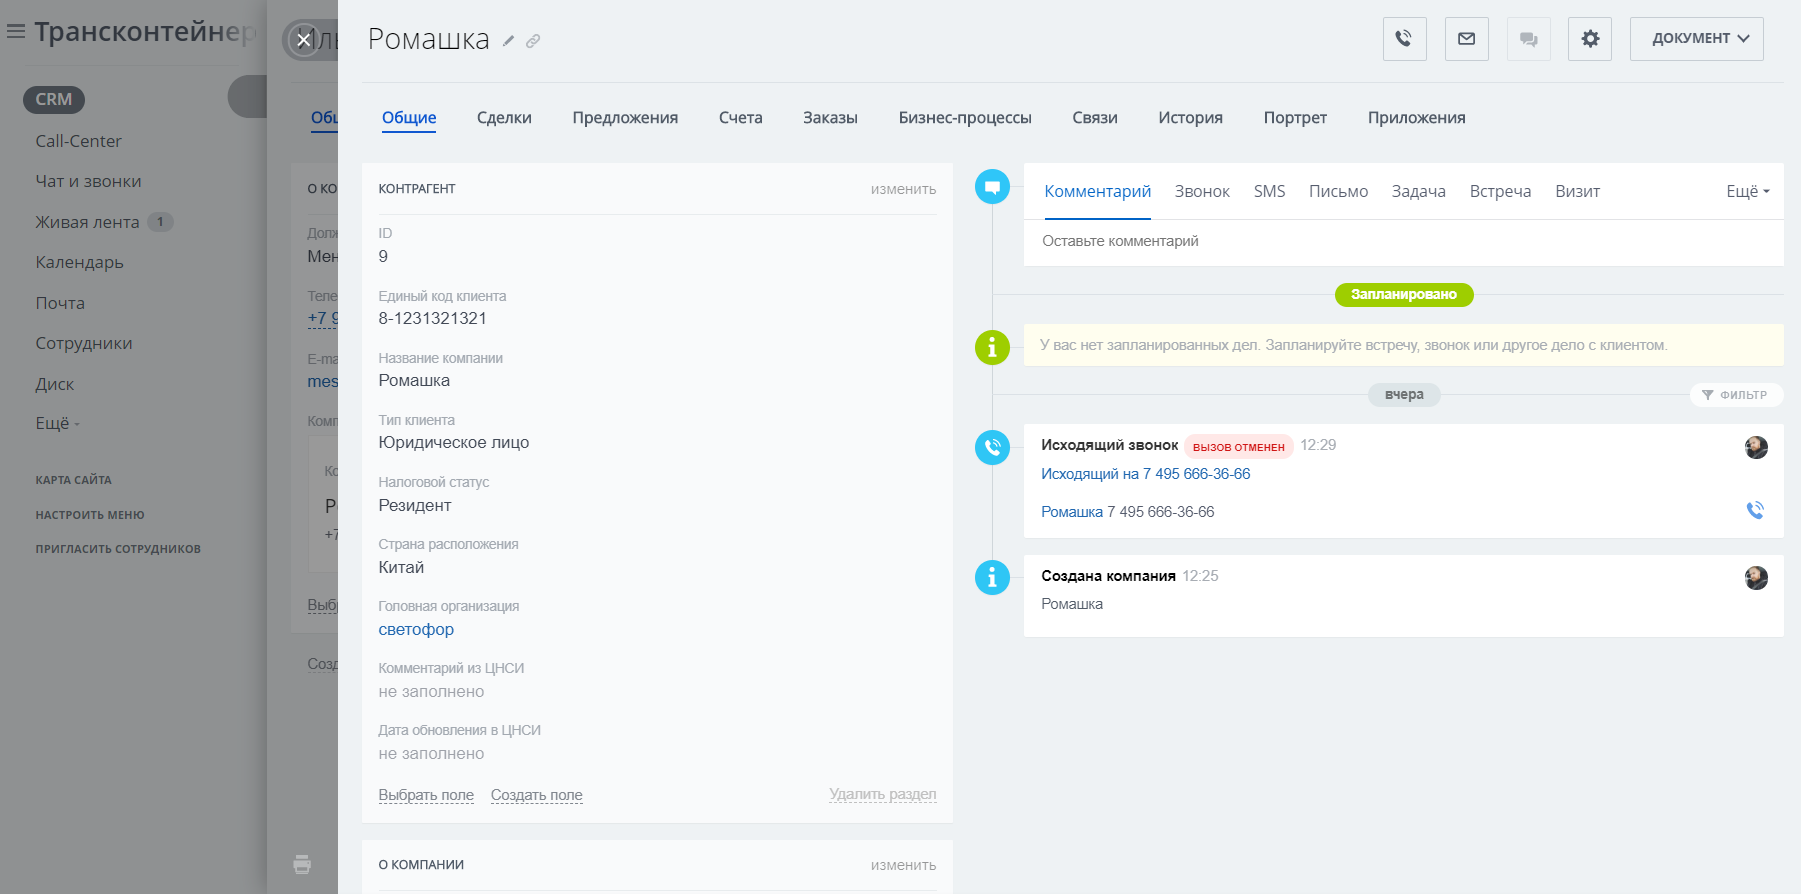 Трансконтейнер
CRM
Call-Center
Чат и звонки
Живая лента 1
Календарь
Почта
Сотрудники
Диск
Ещё
КАРТА САЙТА
НАСТРОИТЬ МЕНЮ
ПРИГЛАСИТЬ СОТРУДНИКОВ
Ромашка
ДОКУМЕНТ
Общие Сделки Предложения Счета Заказы Бизнес-процессы Связи История Портрет Приложения
КОНТРАГЕНТ изменить
ID
9
Единый код клиента
8-1231321321
Название компании
Ромашка
Тип клиента
Юридическое лицо
Налоговой статус
Резидент
Страна расположения
Китай
Головная организация
светофор
Комментарий из ЦНСИ
не заполнено
Дата обновления в ЦНСИ
не заполнено
Выбрать поле Создать поле Удалить раздел
О КОМПАНИИ изменить
Комментарий Звонок SMS Письмо Задача Встреча Визит Ещё
Оставьте комментарий
Запланировано
У вас нет запланированных дел. Запланируйте встречу, звонок или другое дело с клиентом.
вчера ФИЛЬТР
Исходящий звонок ВЫЗОВ ОТМЕНЕН 12:29
Исходящий на 7 495 666-36-66
Ромашка 7 495 666-36-66
Создана компания 12:25
Ромашка